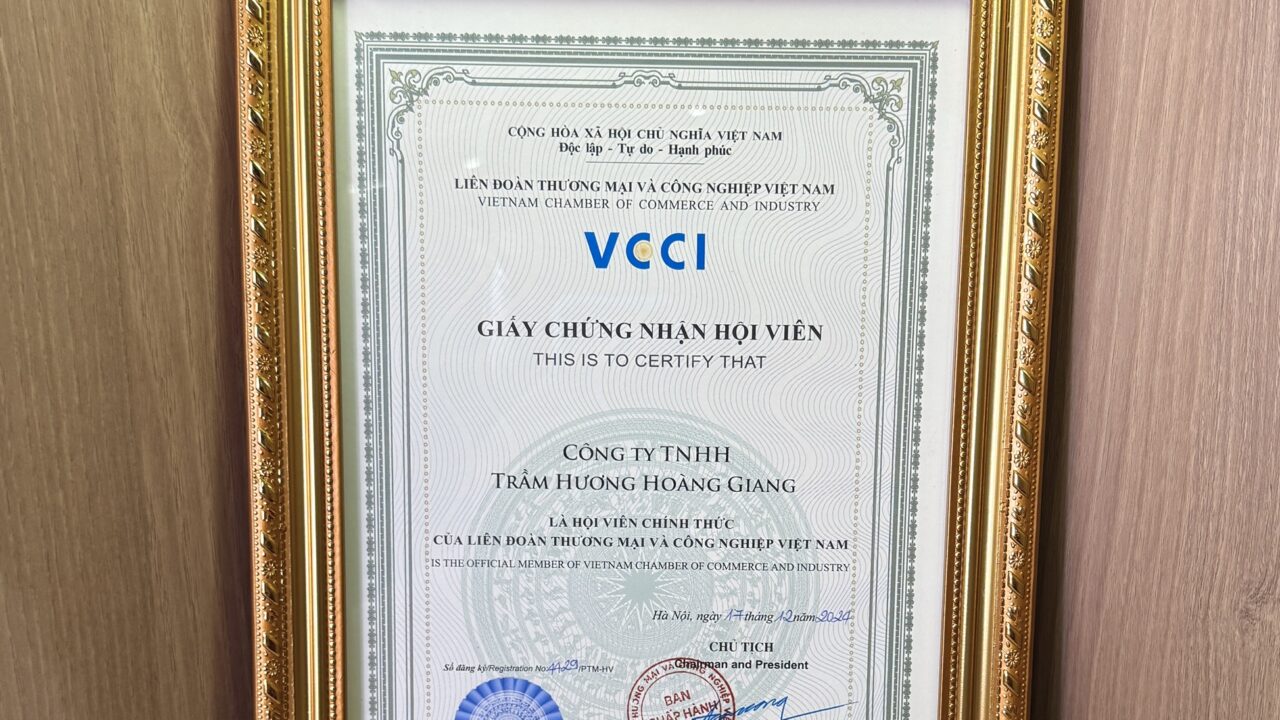 CỘNG HÒA XÃ HỘI CHỦ NGHĨA VIỆT NAM
Độc lập - Tự do - Hạnh phúc
LIÊN ĐOÀN THƯƠNG MẠI VÀ CÔNG NGHIỆP VIỆT NAM
VIETNAM CHAMBER OF COMMERCE AND INDUSTRY
VCCI
GIẤY CHỨNG NHẬN HỘI VIÊN
THIS IS TO CERTIFY THAT
CÔNG TY TNHH
TRẦM HƯƠNG HOÀNG GIANG
LÀ HỘI VIÊN CHÍNH THỨC
CỦA LIÊN ĐOÀN THƯƠNG MẠI VÀ CÔNG NGHIỆP VIỆT NAM
IS THE OFFICIAL MEMBER OF VIETNAM CHAMBER OF COMMERCE AND INDUSTRY
Hà Nội, ngày 17 tháng 12 năm 2024
CHỦ TỊCH
Chairman and President
Số đăng ký/Registration No: /PTM-HV
BAN
CHẤP HÀNH